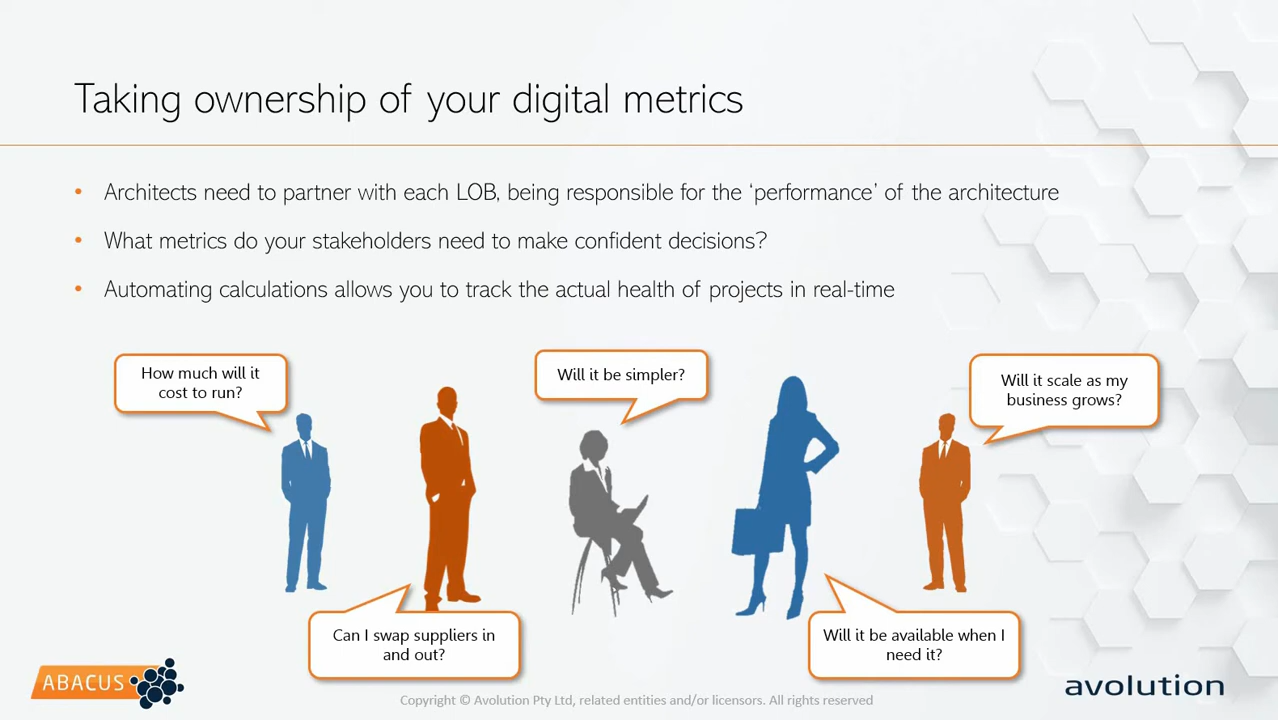 Taking ownership of your digital metrics
• Architects need to partner with each LOB, being responsible for the ‘performance’ of the architecture
• What metrics do your stakeholders need to make confident decisions?
• Automating calculations allows you to track the actual health of projects in real-time
How much will it
cost to run?
Will it be simpler?
Will it scale as my
business grows?
Can I swap suppliers in
and out?
Will it be available when I
need it?
ABACUS
Copyright © Avolution Pty Ltd, related entities and/or licensors. All rights reserved
avolution